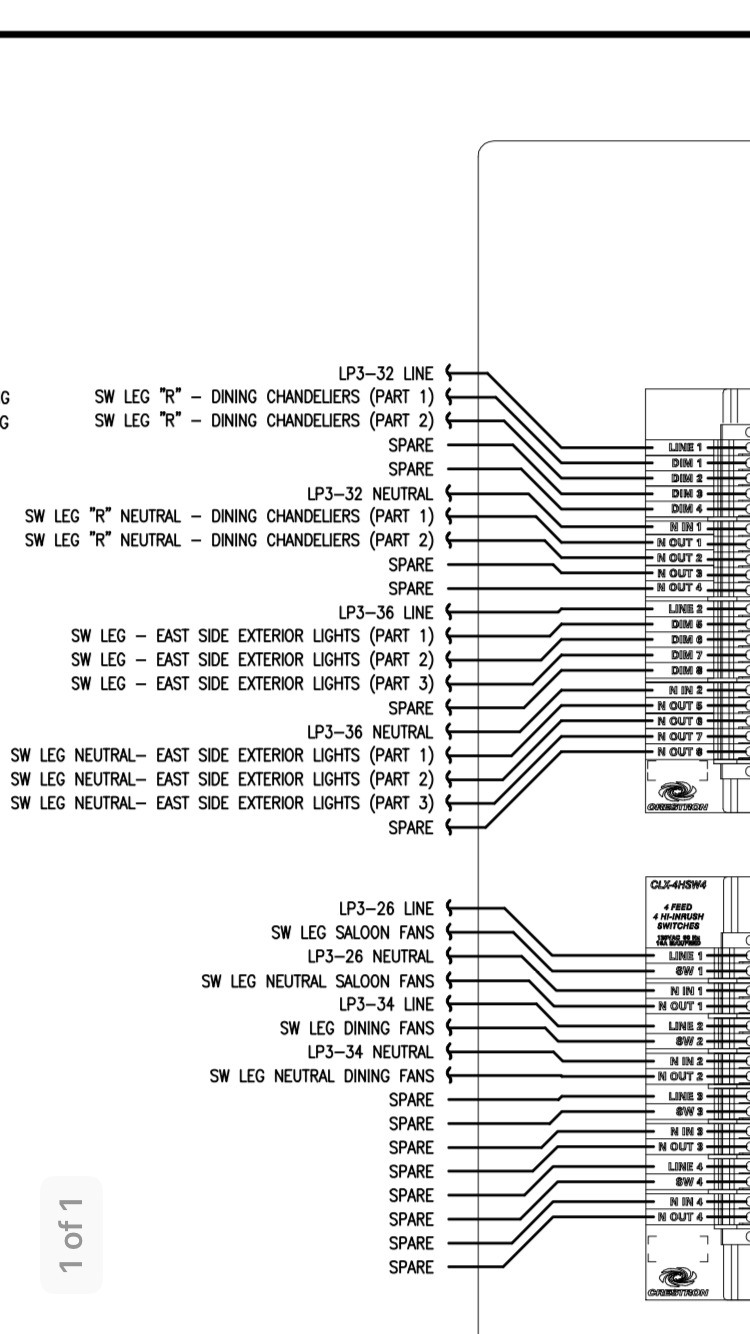 LP3-32 LINE
G SW LEG "R" - DINING CHANDELIERS (PART 1)
G SW LEG "R" - DINING CHANDELIERS (PART 2)
SPARE
SPARE
LP3-32 NEUTRAL
SW LEG "R" NEUTRAL - DINING CHANDELIERS (PART 1)
SW LEG "R" NEUTRAL - DINING CHANDELIERS (PART 2)
SPARE
SPARE
LP3-36 LINE
SW LEG - EAST SIDE EXTERIOR LIGHTS (PART 1)
SW LEG - EAST SIDE EXTERIOR LIGHTS (PART 2)
SW LEG - EAST SIDE EXTERIOR LIGHTS (PART 3)
SPARE
LP3-36 NEUTRAL
SW LEG NEUTRAL- EAST SIDE EXTERIOR LIGHTS (PART 1)
SW LEG NEUTRAL- EAST SIDE EXTERIOR LIGHTS (PART 2)
SW LEG NEUTRAL- EAST SIDE EXTERIOR LIGHTS (PART 3)
SPARE
LINE 1
DIM 1
DIM 2
DIM 3
DIM 4
N IN 1
N OUT 1
N OUT 2
N OUT 3
N OUT 4
LINE 2
DIM 5
DIM 6
DIM 7
DIM 8
N IN 2
N OUT 5
N OUT 6
N OUT 7
N OUT 8
CRESTRON
LP3-26 LINE
SW LEG SALOON FANS
LP3-26 NEUTRAL
SW LEG NEUTRAL SALOON FANS
LP3-34 LINE
SW LEG DINING FANS
LP3-34 NEUTRAL
SW LEG NEUTRAL DINING FANS
SPARE
SPARE
SPARE
SPARE
SPARE
SPARE
SPARE
SPARE
CLX-4HSW4
4 FEED
4 HI-INRUSH
SWITCHES
LINE 1
SW 1
N IN 1
N OUT 1
LINE 2
SW 2
N IN 2
N OUT 2
LINE 3
SW 3
N IN 3
N OUT 3
LINE 4
SW 4
N IN 4
N OUT 4
CRESTRON
1 of 1